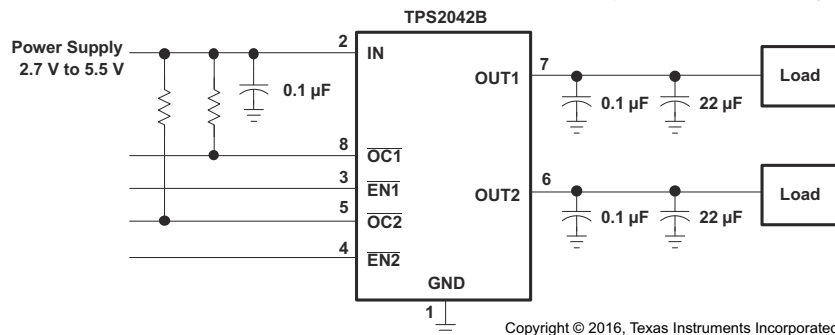 TPS2042B
Power Supply
2.7 V to 5.5 V
2
IN
0.1 µF
OUT1
7
0.1 µF
22 µF
Load
8
OC1
3
EN1
5
OC2
4
EN2
OUT2
6
0.1 µF
22 µF
Load
GND
1
Copyright © 2016, Texas Instruments Incorporated